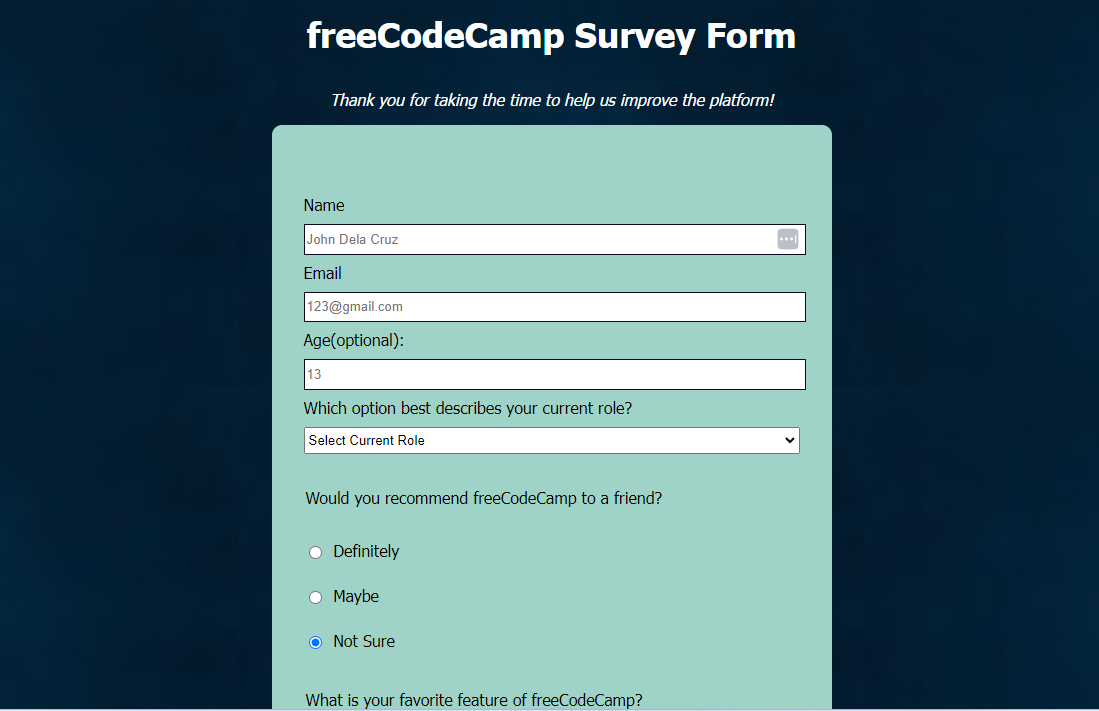 freeCodeCamp Survey Form
Thank you for taking the time to help us improve the platform!
Name
John Dela Cruz
Email
123@gmail.com
Age(optional):
13
Which option best describes your current role?
Select Current Role
Would you recommend freeCodeCamp to a friend?
Definitely
Maybe
Not Sure
What is your favorite feature of freeCodeCamp?